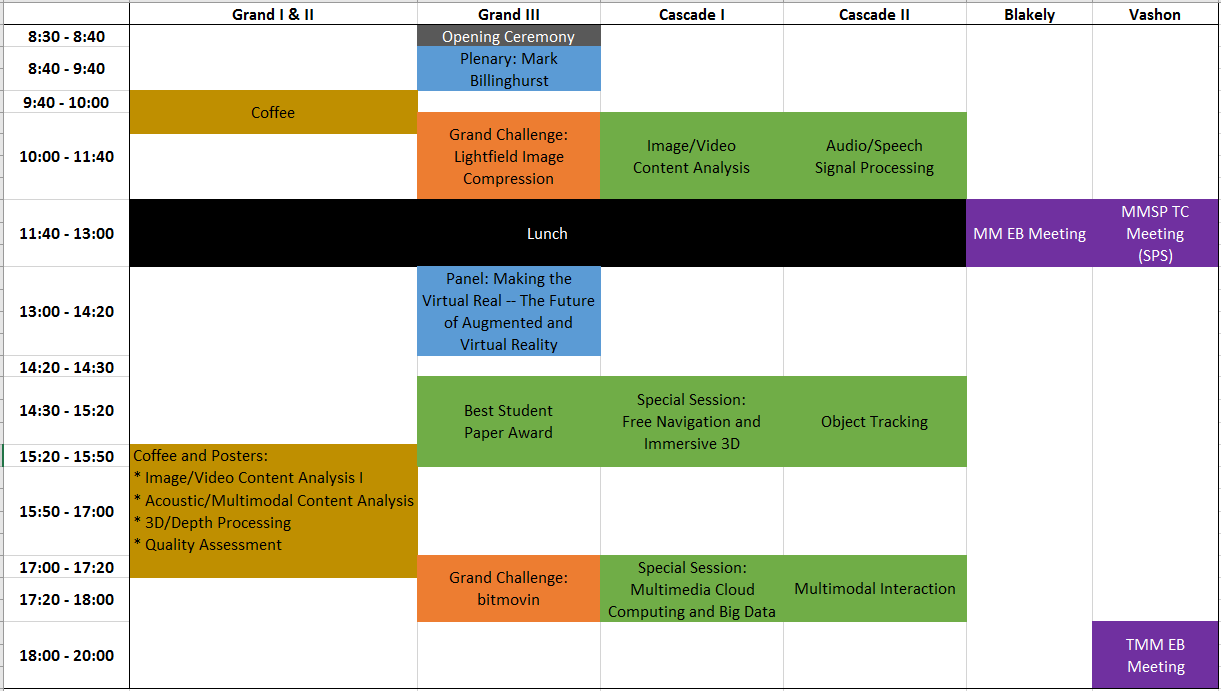 Grand I & II
Grand III
Cascade I
Cascade II
Blakely
Vashon
8:30 - 8:40
Opening Ceremony
8:40 - 9:40
Plenary: Mark
Billinghurst
9:40 - 10:00
Coffee
10:00 - 11:40
Grand Challenge:
Lightfield Image
Compression
Image/Video
Content Analysis
Audio/Speech
Signal Processing
11:40 - 13:00
Lunch
MM EB Meeting
MMSP TC
Meeting
(SPS)
13:00 - 14:20
Panel: Making the
Virtual Real -- The Future
of Augmented and
Virtual Reality
14:20 - 14:30
14:30 - 15:20
Best Student
Paper Award
Special Session:
Free Navigation and
Immersive 3D
Object Tracking
15:20 - 15:50
Coffee and Posters:
* Image/Video Content Analysis I
* Acoustic/Multimodal Content Analysis
* 3D/Depth Processing
* Quality Assessment
15:50 - 17:00
17:00 - 17:20
Grand Challenge:
bitmovin
Special Session:
Multimedia Cloud
Computing and Big Data
Multimodal Interaction
17:20 - 18:00
18:00 - 20:00
TMM EB
Meeting